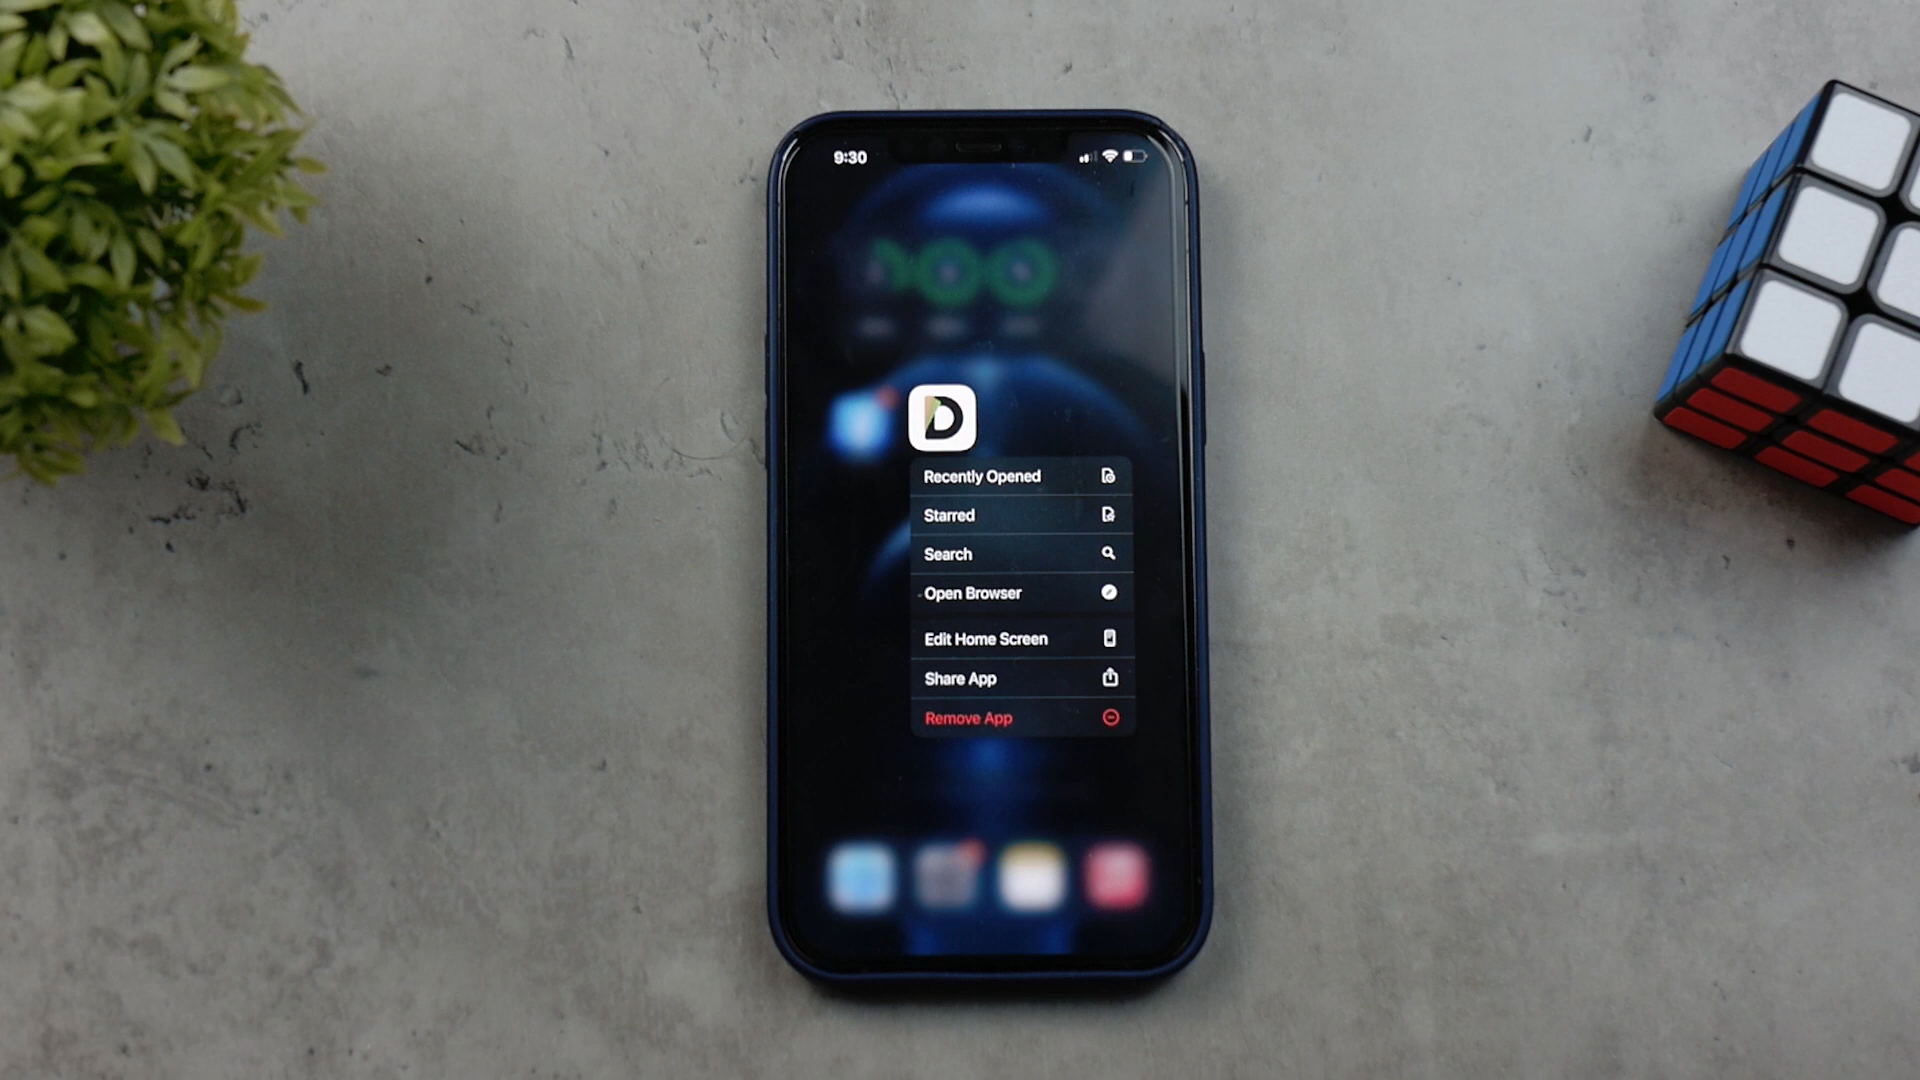 9:30
D
Recently Opened
Starred
Search
Open Browser
Edit Home Screen
Share App
Remove App